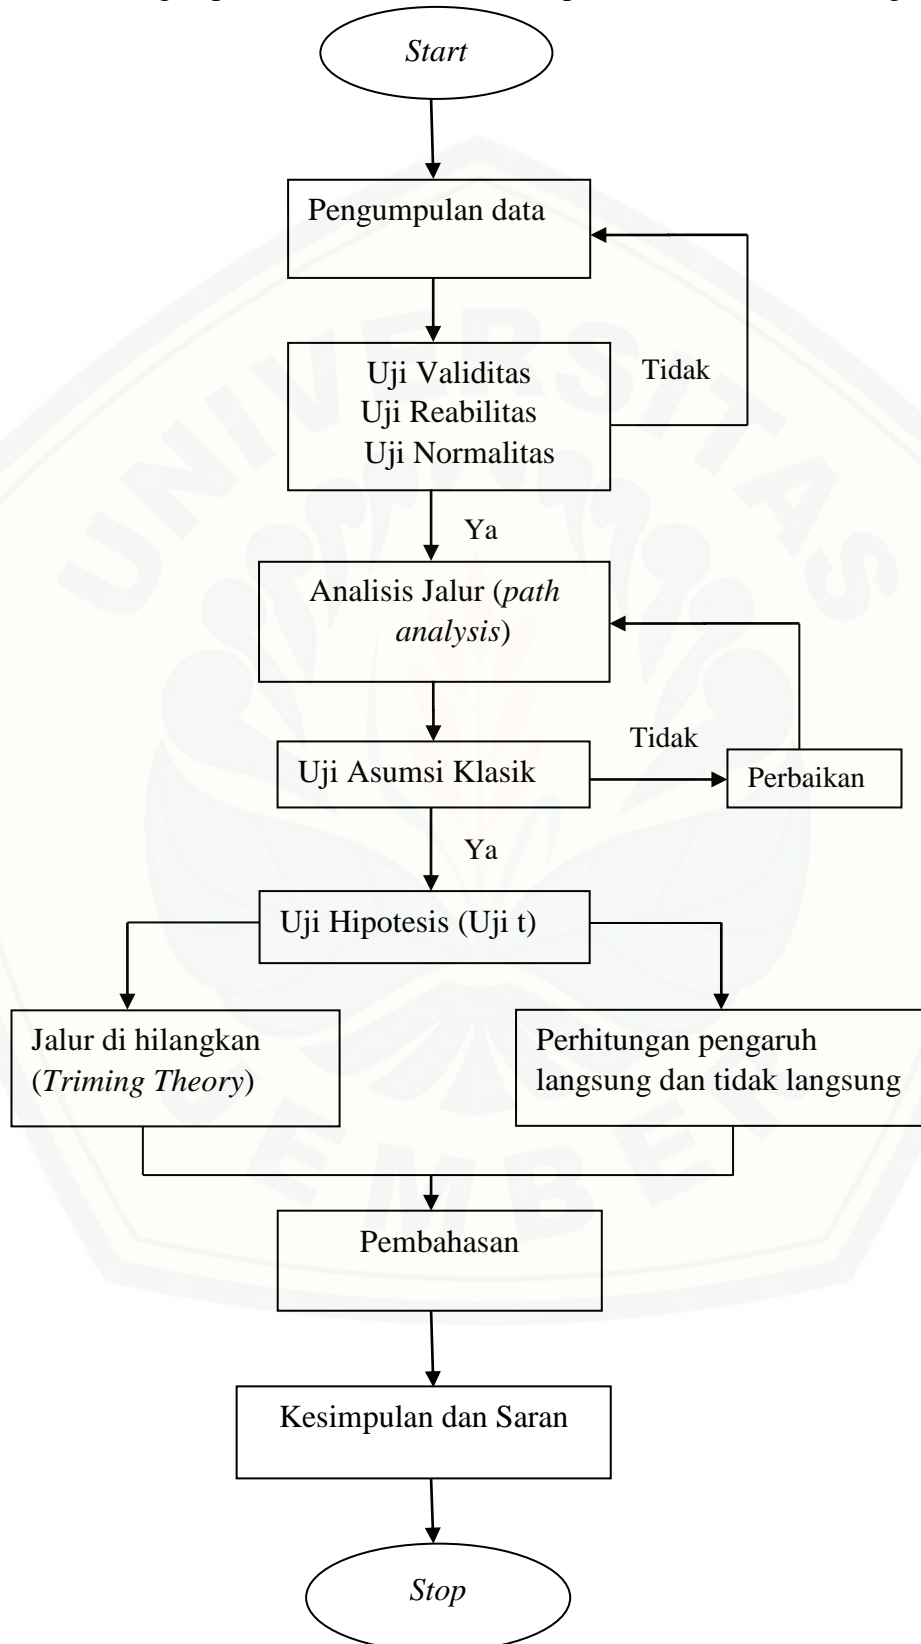 Start
Pengumpulan data
Uji Validitas
Uji Reabilitas
Uji Normalitas
Tidak
Ya
Analisis Jalur (path
analysis)
Uji Asumsi Klasik
Tidak
Perbaikan
Ya
Uji Hipotesis (Uji t)
Jalur di hilangkan
(Triming Theory)
Perhitungan pengaruh
langsung dan tidak langsung
Pembahasan
Kesimpulan dan Saran
Stop
UNIVERSITAS
JEMBER